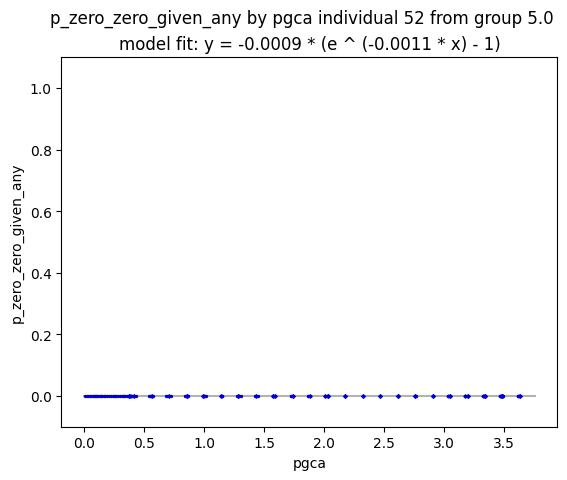 p_zero_zero_given_any by pgca individual 52 from group 5.0
model fit: y = -0.0009 * (e ^ (-0.0011 * x) - 1)
1.0
0.8
0.6
0.4
0.2
0.0
p_zero_zero_given_any
0.0 0.5 1.0 1.5 2.0 2.5 3.0 3.5
pgca